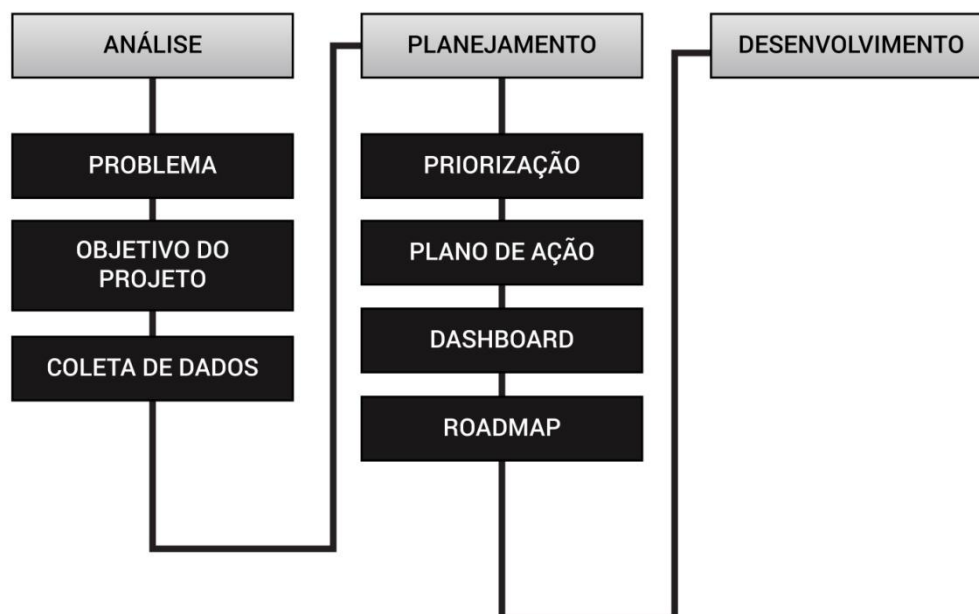 ANÁLISE
PROBLEMA
OBJETIVO DO
PROJETO
COLETA DE DADOS
PLANEJAMENTO
PRIORIZAÇÃO
PLANO DE AÇÃO
DASHBOARD
ROADMAP
DESENVOLVIMENTO